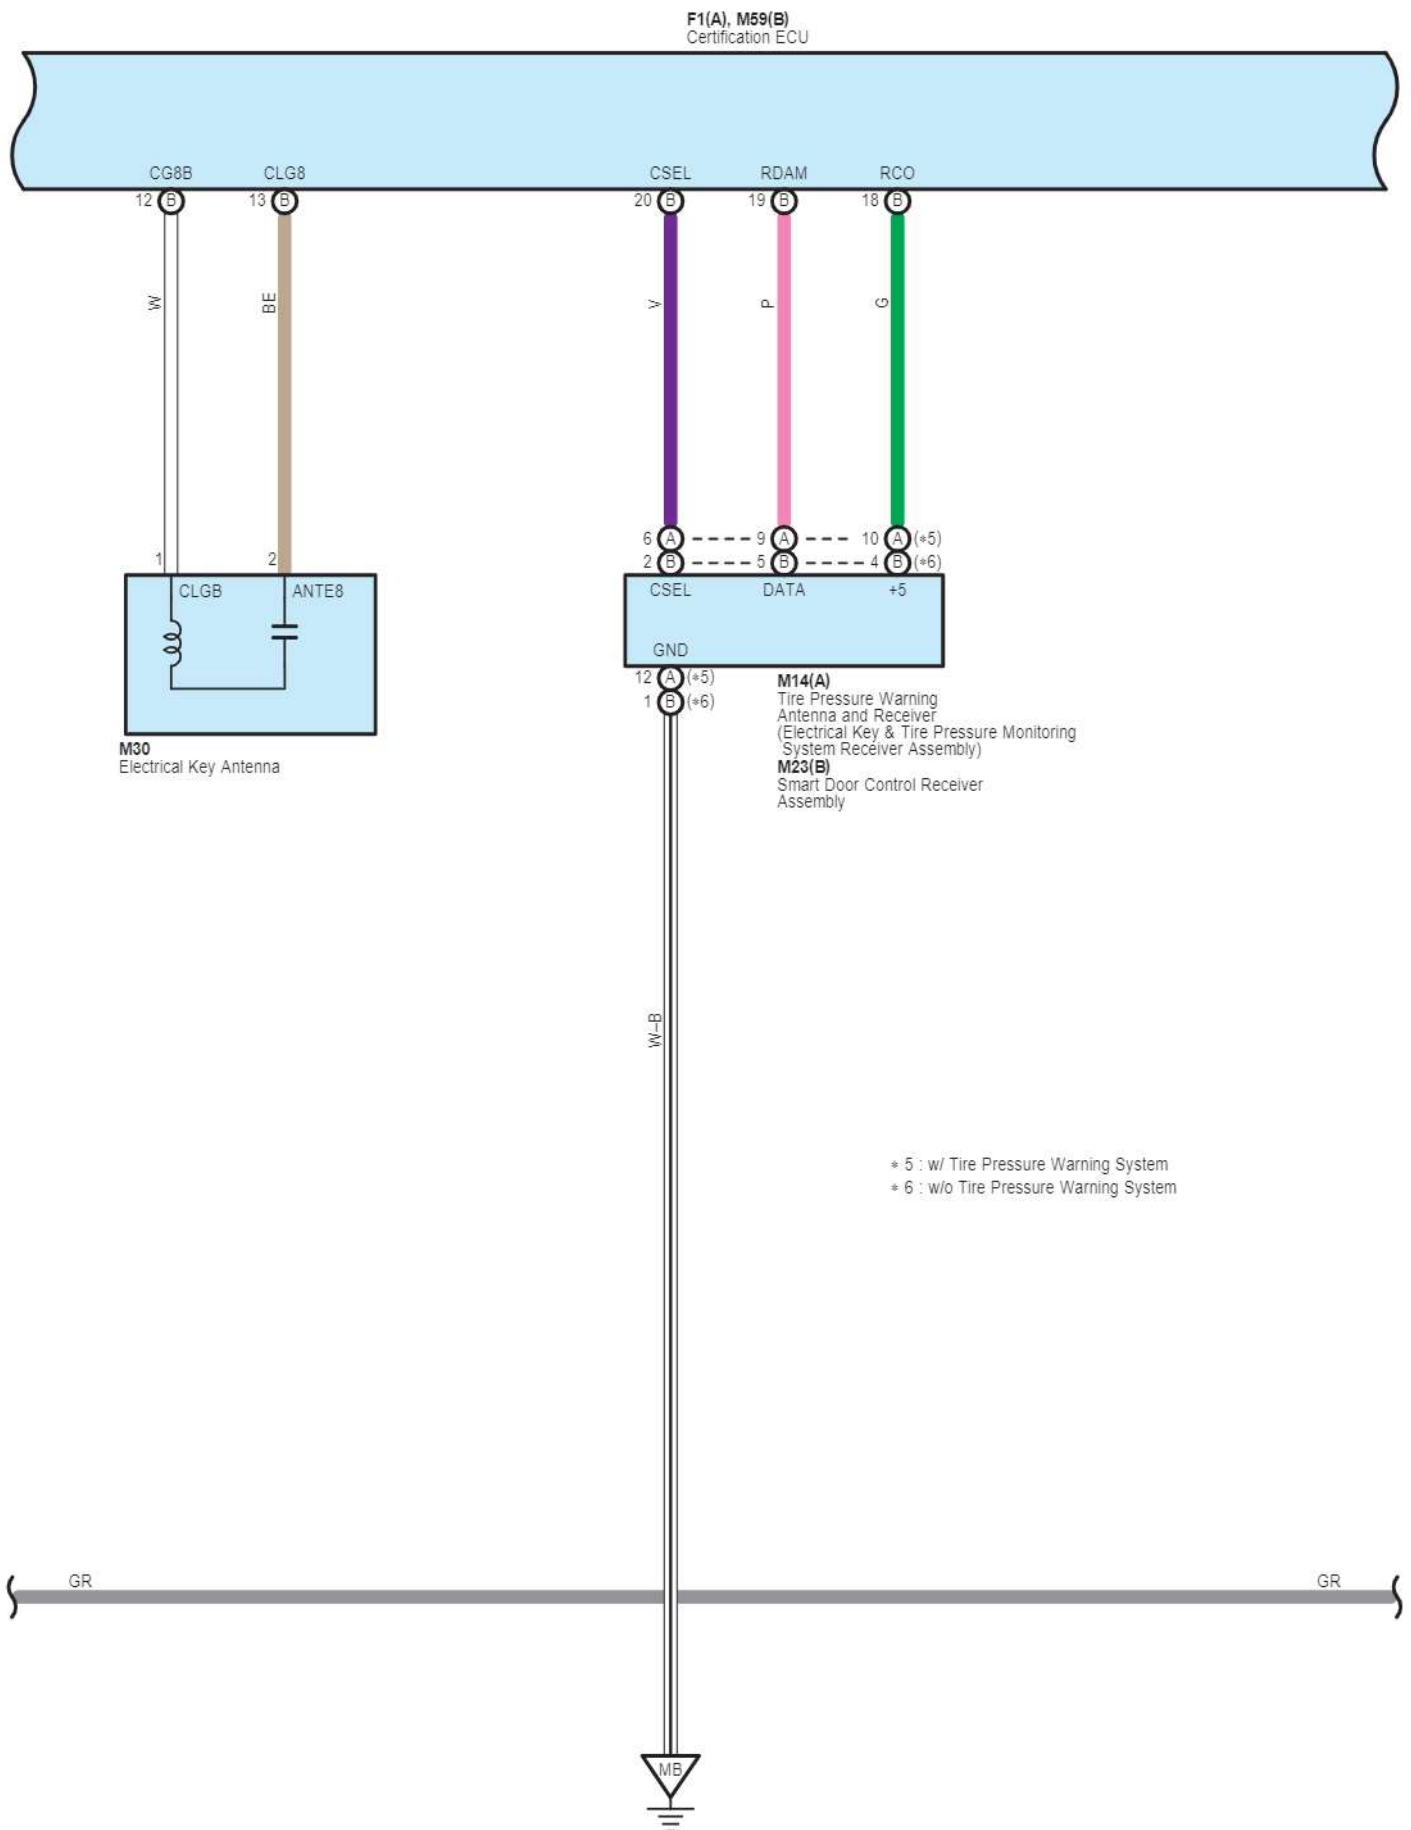 F1(A), M59(B)
Certification ECU
CG8B CLG8 CSEL RDAM RCO
12 B 13 B 20 B 19 B 18 B
W BE V P G
6 A 9 A 10 A (*5)
2 B 5 B 4 B (*6)
1 2
CLGB ANTE8 CSEL DATA +5
GND
12 A (*5)
1 B (*6)
M30
Electrical Key Antenna
M14(A)
Tire Pressure Warning
Antenna and Receiver
(Electrical Key & Tire Pressure Monitoring
System Receiver Assembly)
M23(B)
Smart Door Control Receiver
Assembly
W–B
* 5 : w/ Tire Pressure Warning System
* 6 : w/o Tire Pressure Warning System
GR GR
MB